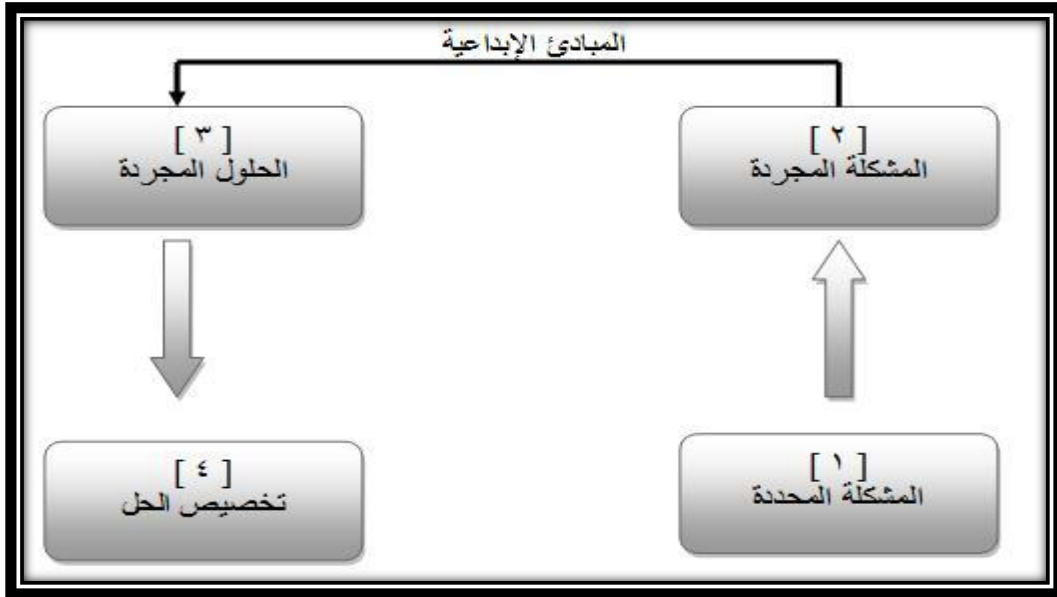 المبادئ الإبداعية
[ ٢ ]
المشكلة المجردة
[ ٣ ]
الحلول المجردة
[ ١ ]
المشكلة المحددة
[ ٤ ]
تخصيص الحل